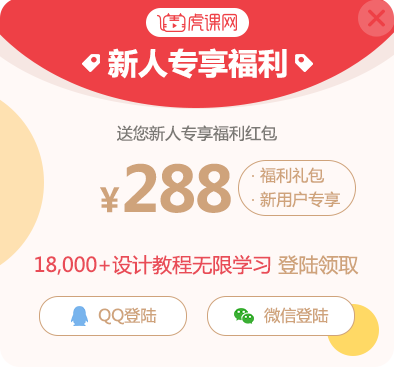 虎课网
新人专享福利
送您新人专享福利红包
¥288
· 福利礼包
· 新用户专享
18,000+设计教程无限学习 登陆领取
QQ登陆
微信登陆